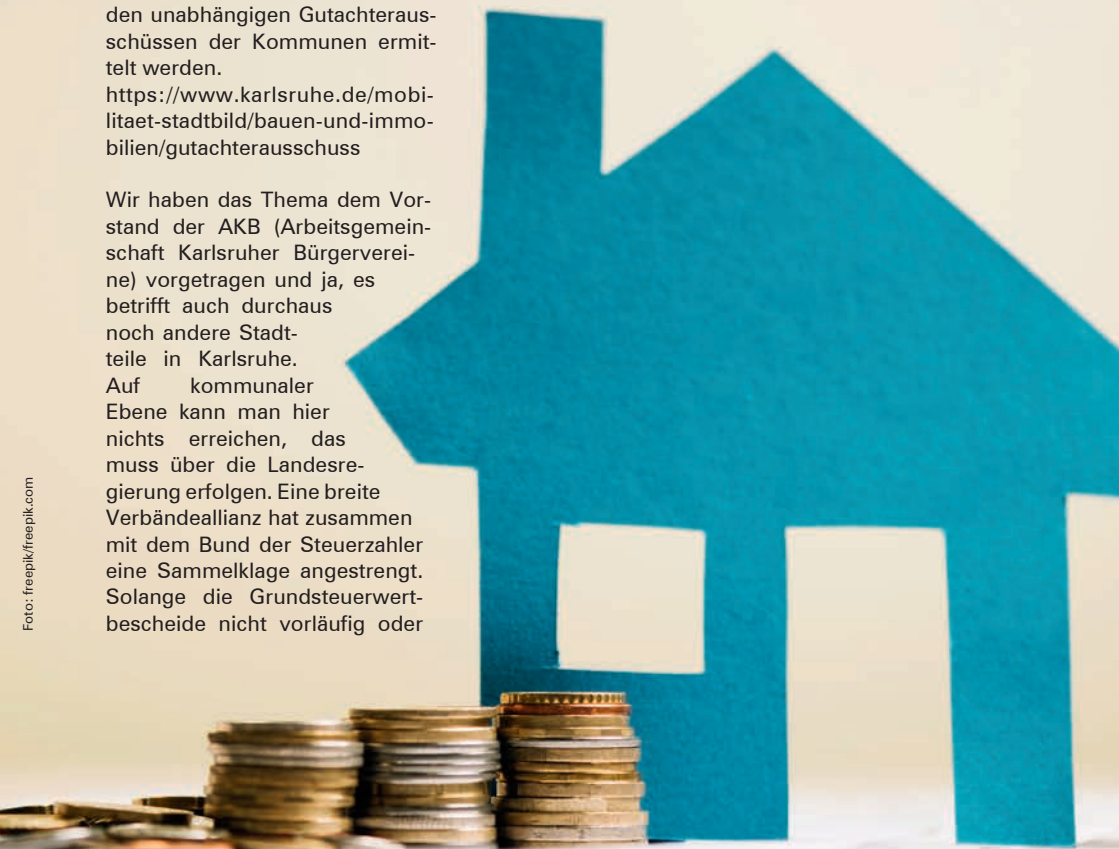 den unabhängigen Gutachteraus-
schüssen der Kommunen ermit-
telt werden.
https://www.karlsruhe.de/mobi-
litaet-stadtbild/bauen-und-immo-
bilien/gutachterausschuss
Wir haben das Thema dem Vor-
stand der AKB (Arbeitsgemein-
schaft Karlsruher Bürgerverei-
ne) vorgetragen und ja, es
betrifft auch durchaus
noch andere Stadt-
teile in Karlsruhe.
Auf kommunaler
Ebene kann man hier
nichts erreichen, das
muss über die Landesre-
gierung erfolgen. Eine breite
Verbändeallianz hat zusammen
mit dem Bund der Steuerzahler
eine Sammelklage angestrengt.
Solange die Grundsteuerwert-
bescheide nicht vorläufig oder
Foto: freepik/freepik.com